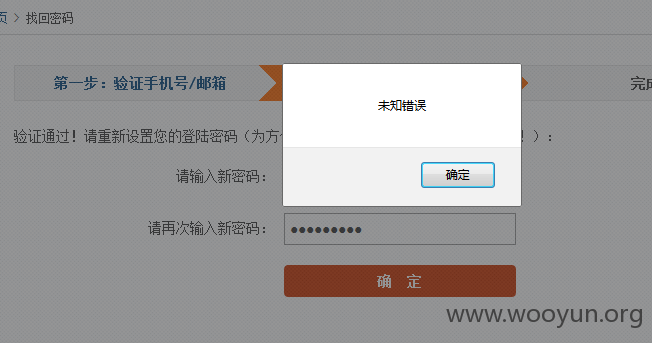 页 > 找回密码
第一步：验证手机号/邮箱
完成
未知错误
验证通过！请重新设置您的登陆密码（为方
！）：
请输入新密码：
确定
请再次输入新密码：
●●●●●●●●●
确 定
www.wooyun.org